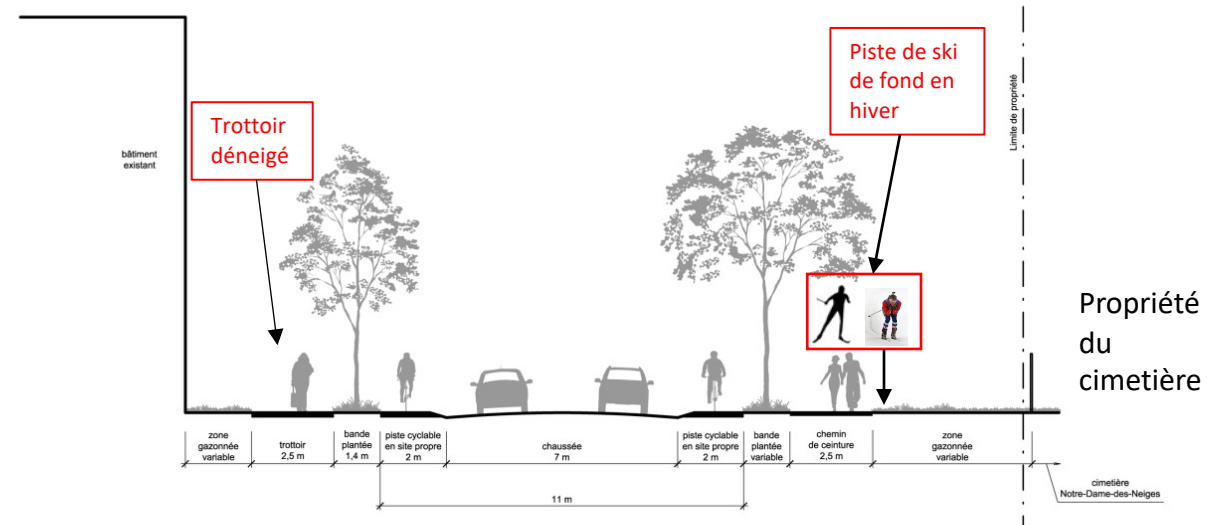 Trottoir
déneigé
Piste de ski
de fond en
hiver
Limite de propriété
bâtiment
existant
Propriété
du
cimetière
zone
gazonnée
variable
trottoir
2,5 m
bande
plantée
1,4 m
piste cyclable
en site propre
2 m
chaussée
7 m
piste cyclable
en site propre
2 m
bande
plantée
variable
chemin
de ceinture
2,5 m
zone
gazonnée
variable
11 m
cimetière
Notre-Dame-des-Neiges